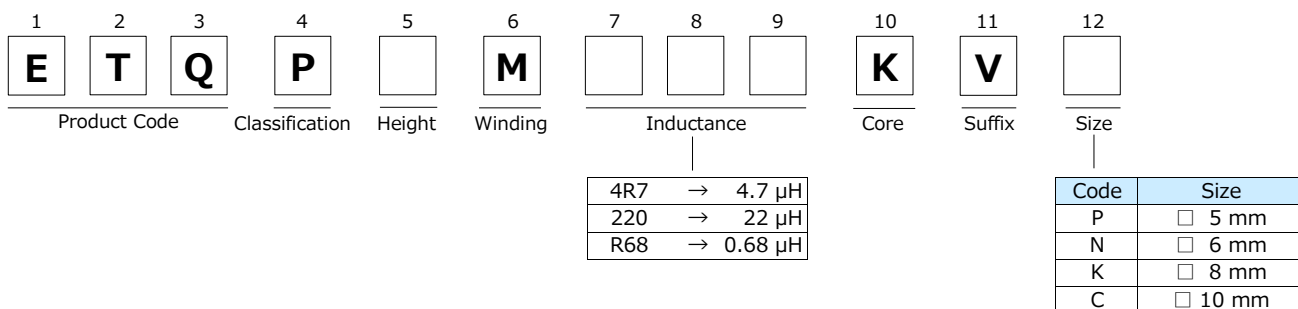 1 2 3 4 5 6 7 8 9 10 11 12
E T Q P M K V
Product Code Classification Height Winding Inductance Core Suffix Size
4R7 → 4.7 μH
220 → 22 μH
R68 → 0.68 μH
Code Size
P □ 5 mm
N □ 6 mm
K □ 8 mm
C □ 10 mm